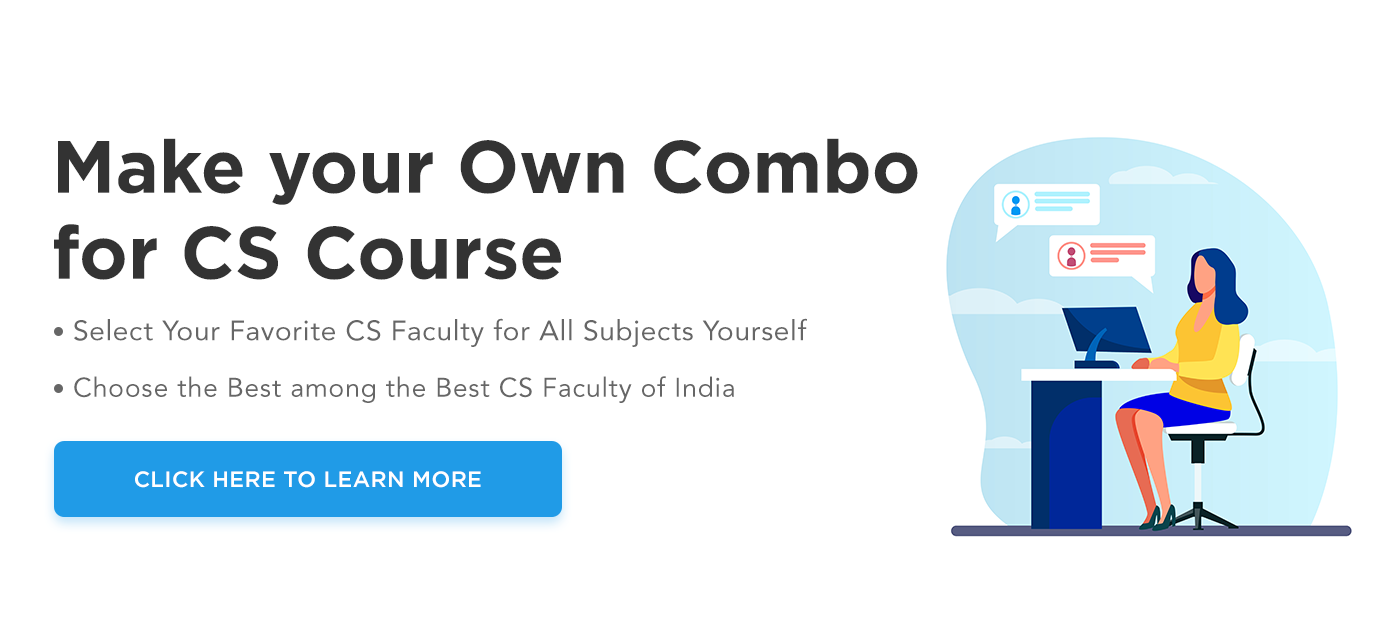 Make your Own Combo
for CS Course
• Select Your Favorite CS Faculty for All Subjects Yourself
• Choose the Best among the Best CS Faculty of India
CLICK HERE TO LEARN MORE